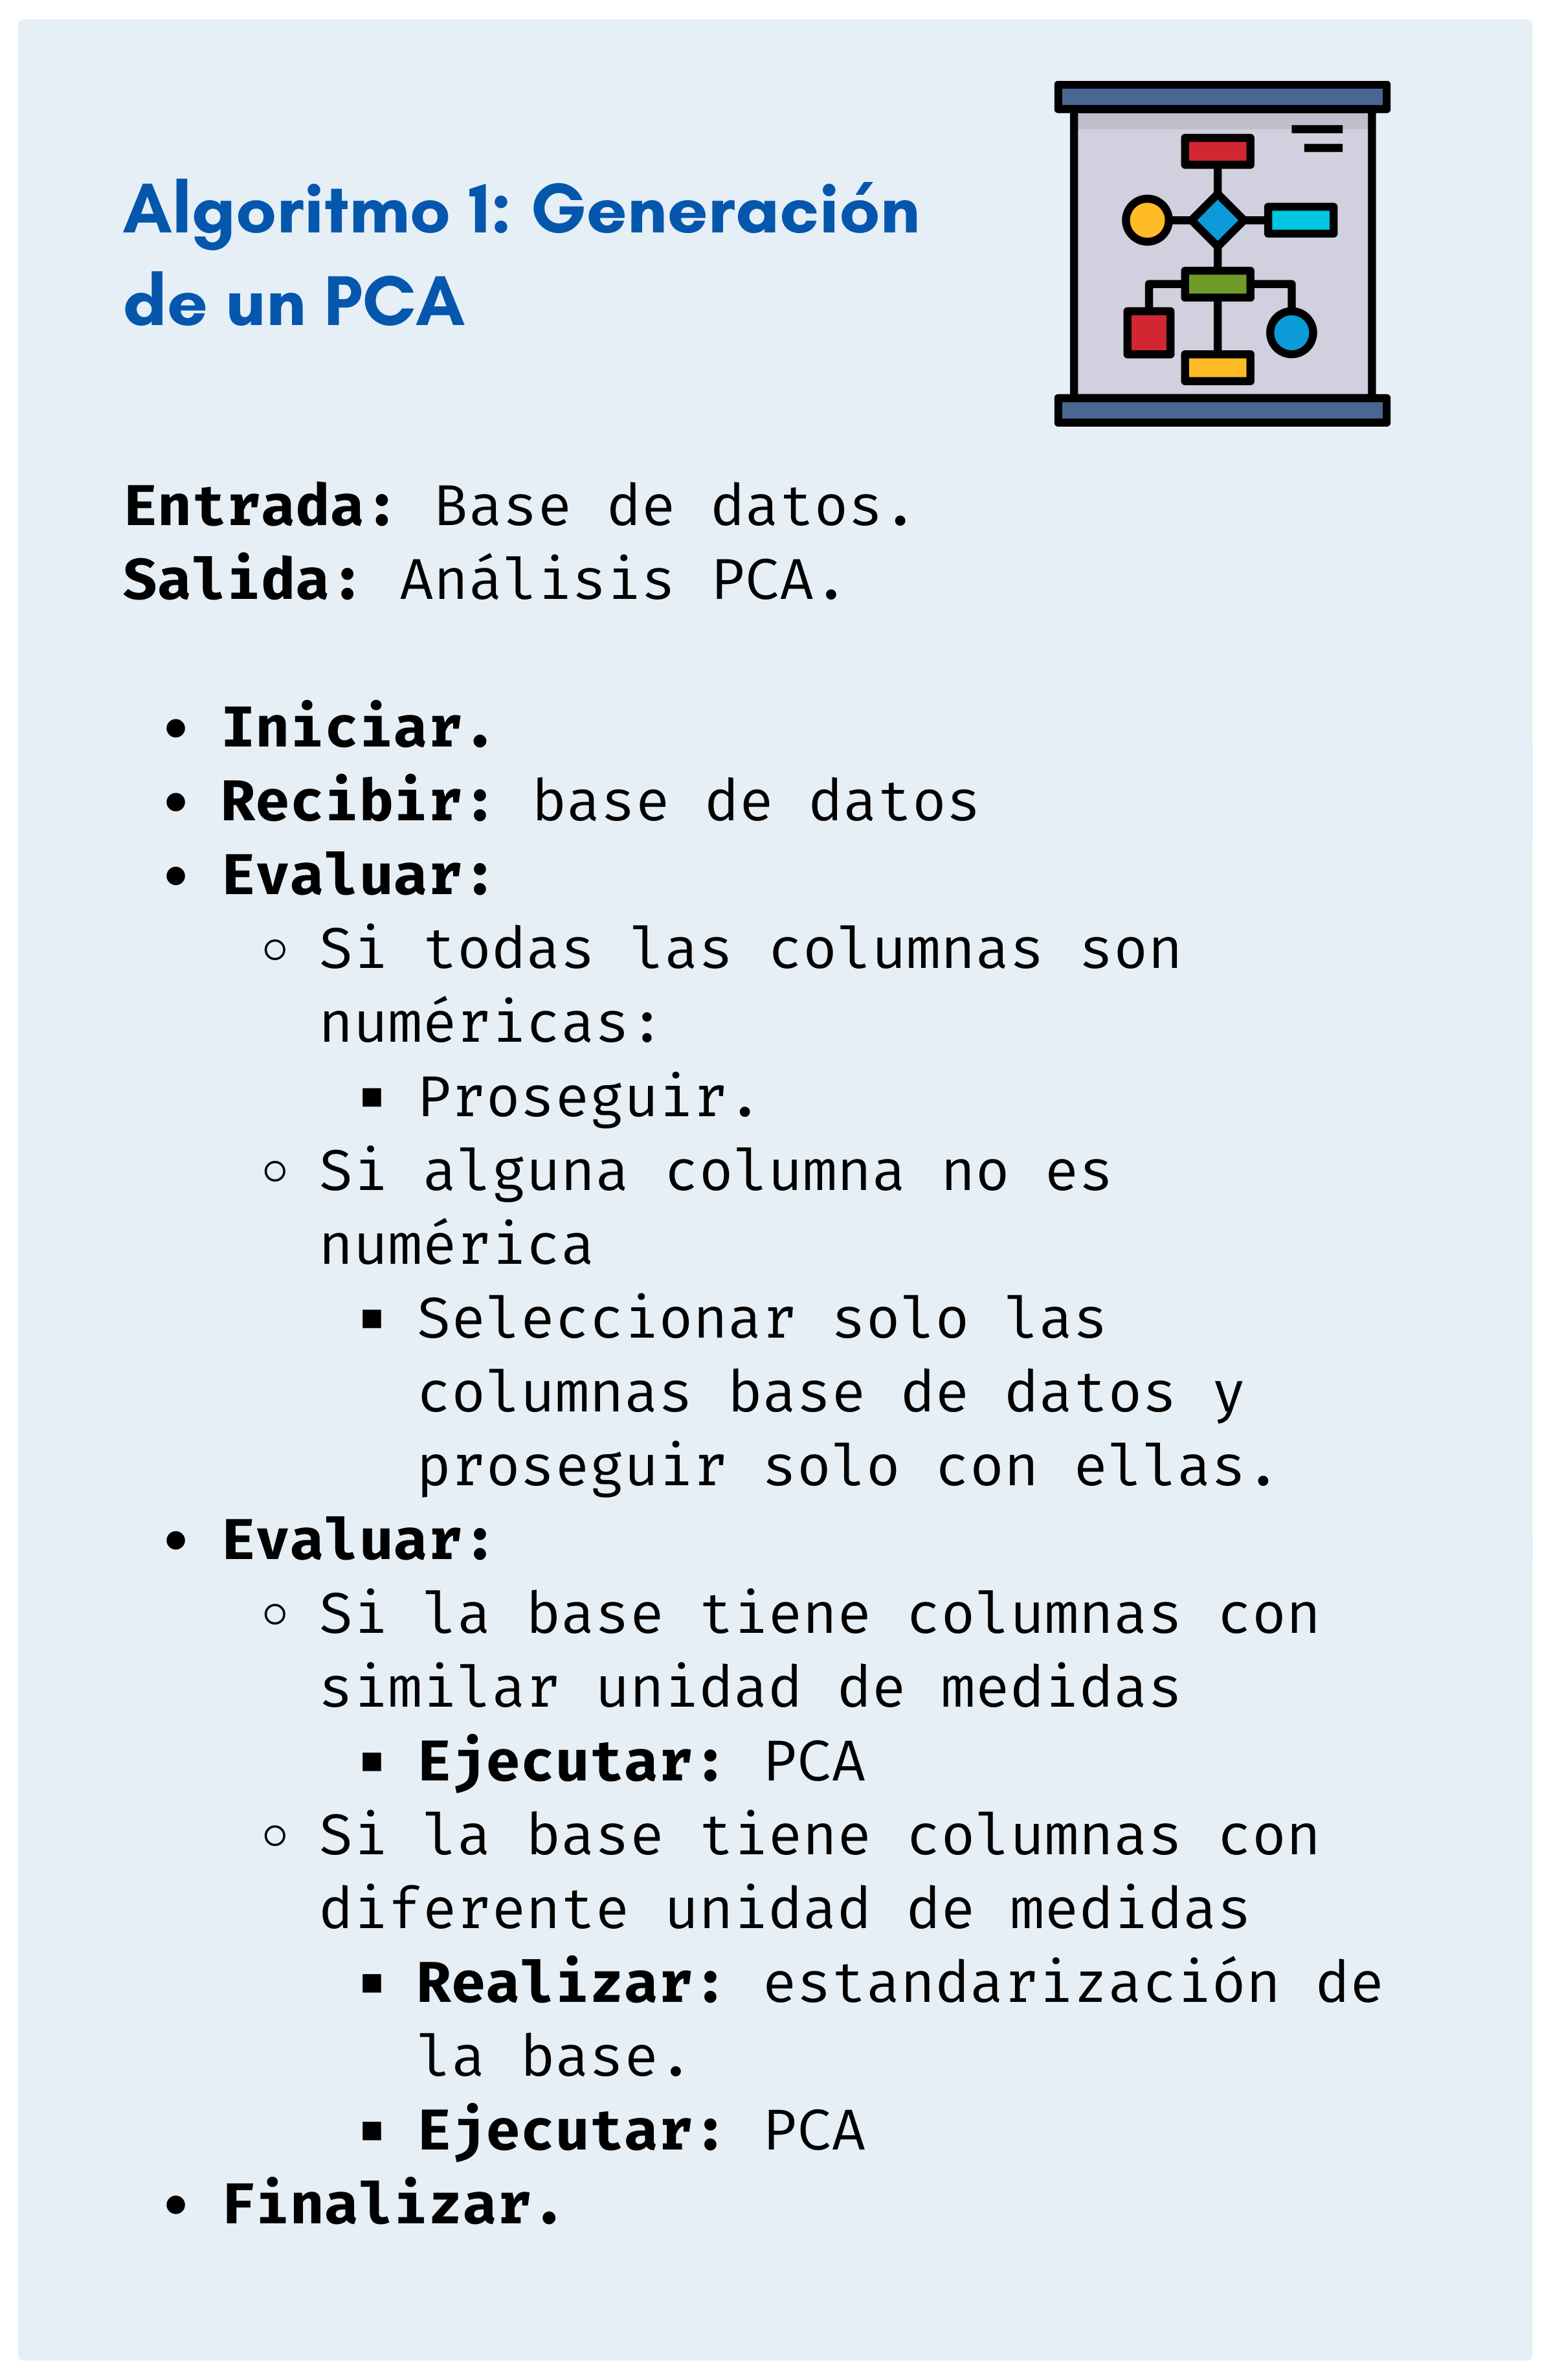 Algoritmo 1: Generación
de un PCA
Entrada: Base de datos.
Salida: Análisis PCA.
• Iniciar.
• Recibir: base de datos
• Evaluar:
○ Si todas las columnas son
numéricas:
▪ Proseguir.
○ Si alguna columna no es
numérica
▪ Seleccionar solo las
columnas base de datos y
proseguir solo con ellas.
• Evaluar:
○ Si la base tiene columnas con
similar unidad de medidas
▪ Ejecutar: PCA
○ Si la base tiene columnas con
diferente unidad de medidas
▪ Realizar: estandarización de
la base.
▪ Ejecutar: PCA
• Finalizar.